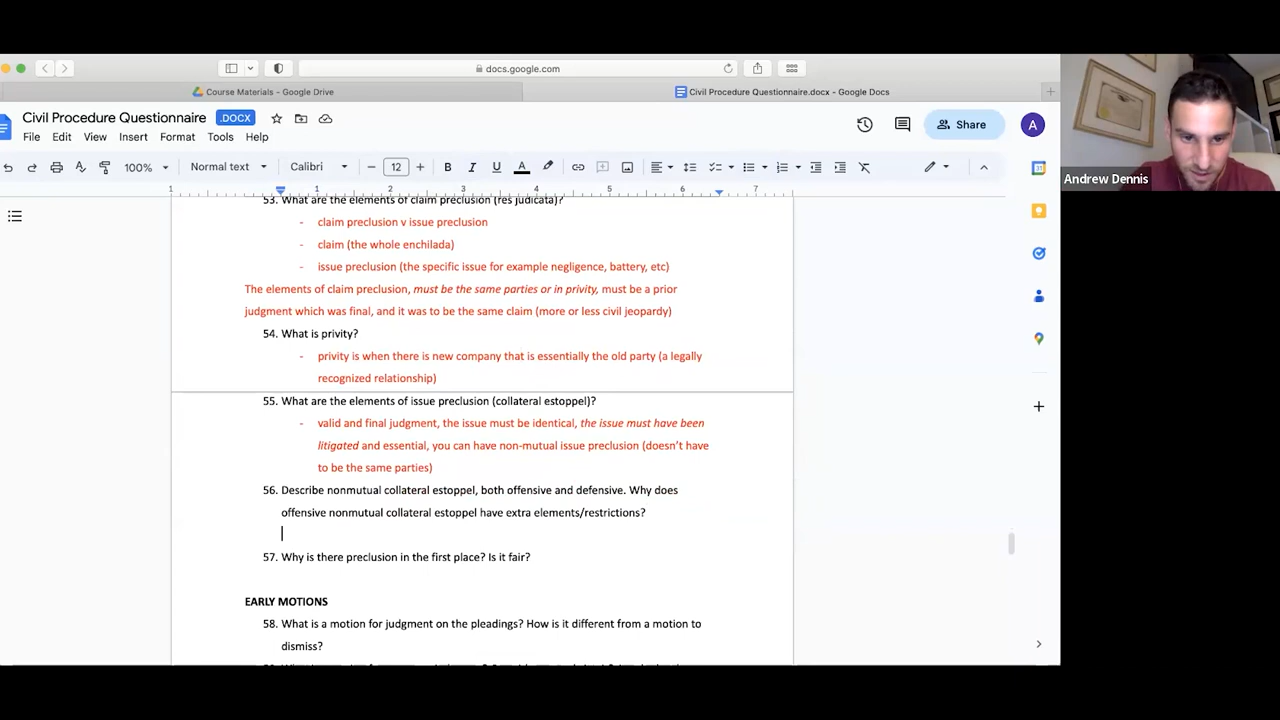 docs.google.com
Course Materials – Google Drive
Civil Procedure Questionnaire.docx - Google Docs
Civil Procedure Questionnaire
.DOCX
File Edit View Insert Format Tools Help
Share
A
100%
Normal text
Calibri
12
B I U A
1 1 2 3 4 5 6 7
53. What are the elements of claim preclusion (res judicata)?
- claim preclusion v issue preclusion
- claim (the whole enchilada)
- issue preclusion (the specific issue for example negligence, battery, etc)
The elements of claim preclusion, must be the same parties or in privity, must be a prior
judgment which was final, and it was to be the same claim (more or less civil jeopardy)
54. What is privity?
- privity is when there is new company that is essentially the old party (a legally
recognized relationship)
55. What are the elements of issue preclusion (collateral estoppel)?
- valid and final judgment, the issue must be identical, the issue must have been
litigated and essential, you can have non-mutual issue preclusion (doesn't have
to be the same parties)
56. Describe nonmutual collateral estoppel, both offensive and defensive. Why does
offensive nonmutual collateral estoppel have extra elements/restrictions?
57. Why is there preclusion in the first place? Is it fair?
EARLY MOTIONS
58. What is a motion for judgment on the pleadings? How is it different from a motion to
dismiss?
Andrew Dennis